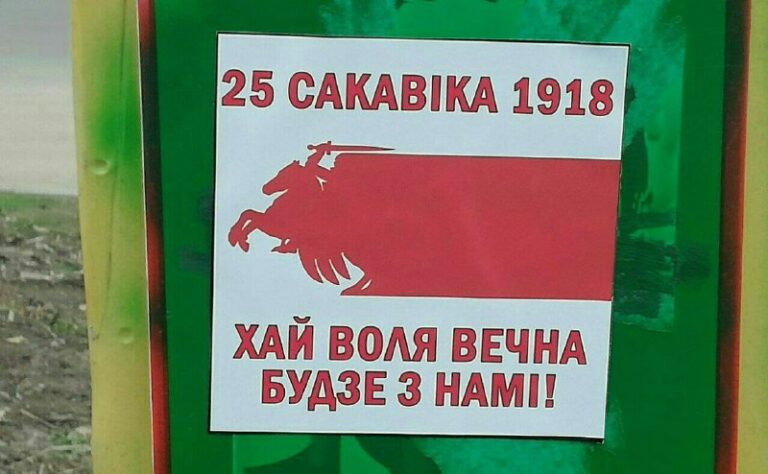 25 САКАВІКА 1918
ХАЙ ВОЛЯ ВЕЧНА
БУДЗЕ З НАМІ!